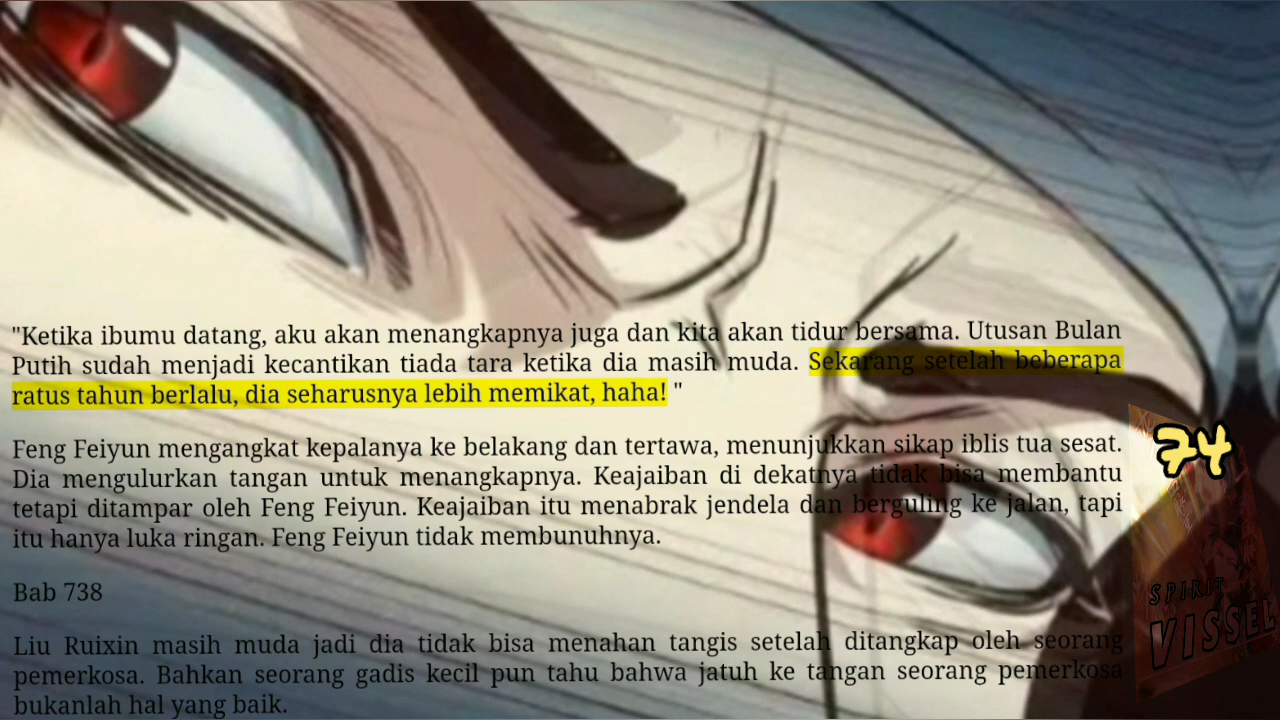 "Ketika ibumu datang, aku akan menangkapnya juga dan kita akan tidur bersama. Utusan Bulan
Putih sudah menjadi kecantikan tiada tara ketika dia masih muda. Sekarang setelah beberapa
ratus tahun berlalu, dia seharusnya lebih memikat, haha! "
Feng Feiyun mengangkat kepalanya ke belakang dan tertawa, menunjukkan sikap iblis tua sesat.
Dia mengulurkan tangan untuk menangkapnya. Keajaiban di dekatnya tidak bisa membantu
tetapi ditampar oleh Feng Feiyun. Keajaiban itu menabrak jendela dan berguling ke jalan, tapi
itu hanya luka ringan. Feng Feiyun tidak membunuhnya.
Bab 738
Liu Ruixin masih muda jadi dia tidak bisa menahan tangis setelah ditangkap oleh seorang
pemerkosa. Bahkan seorang gadis kecil pun tahu bahwa jatuh ke tangan seorang pemerkosa
bukanlah hal yang baik.
74
SPIRIT
VISSEL